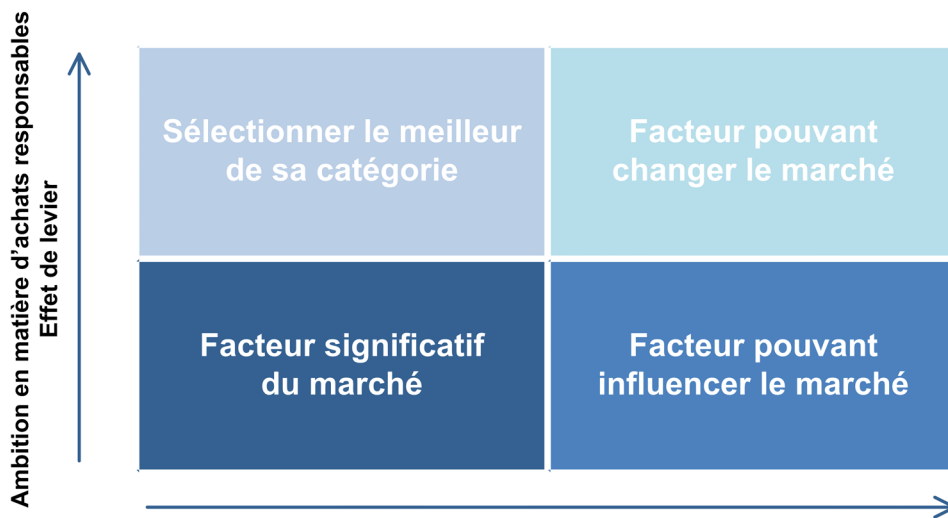 Ambition en matière d’achats responsables
Effet de levier
Sélectionner le meilleur
de sa catégorie
Facteur pouvant
changer le marché
Facteur significatif
du marché
Facteur pouvant
influencer le marché